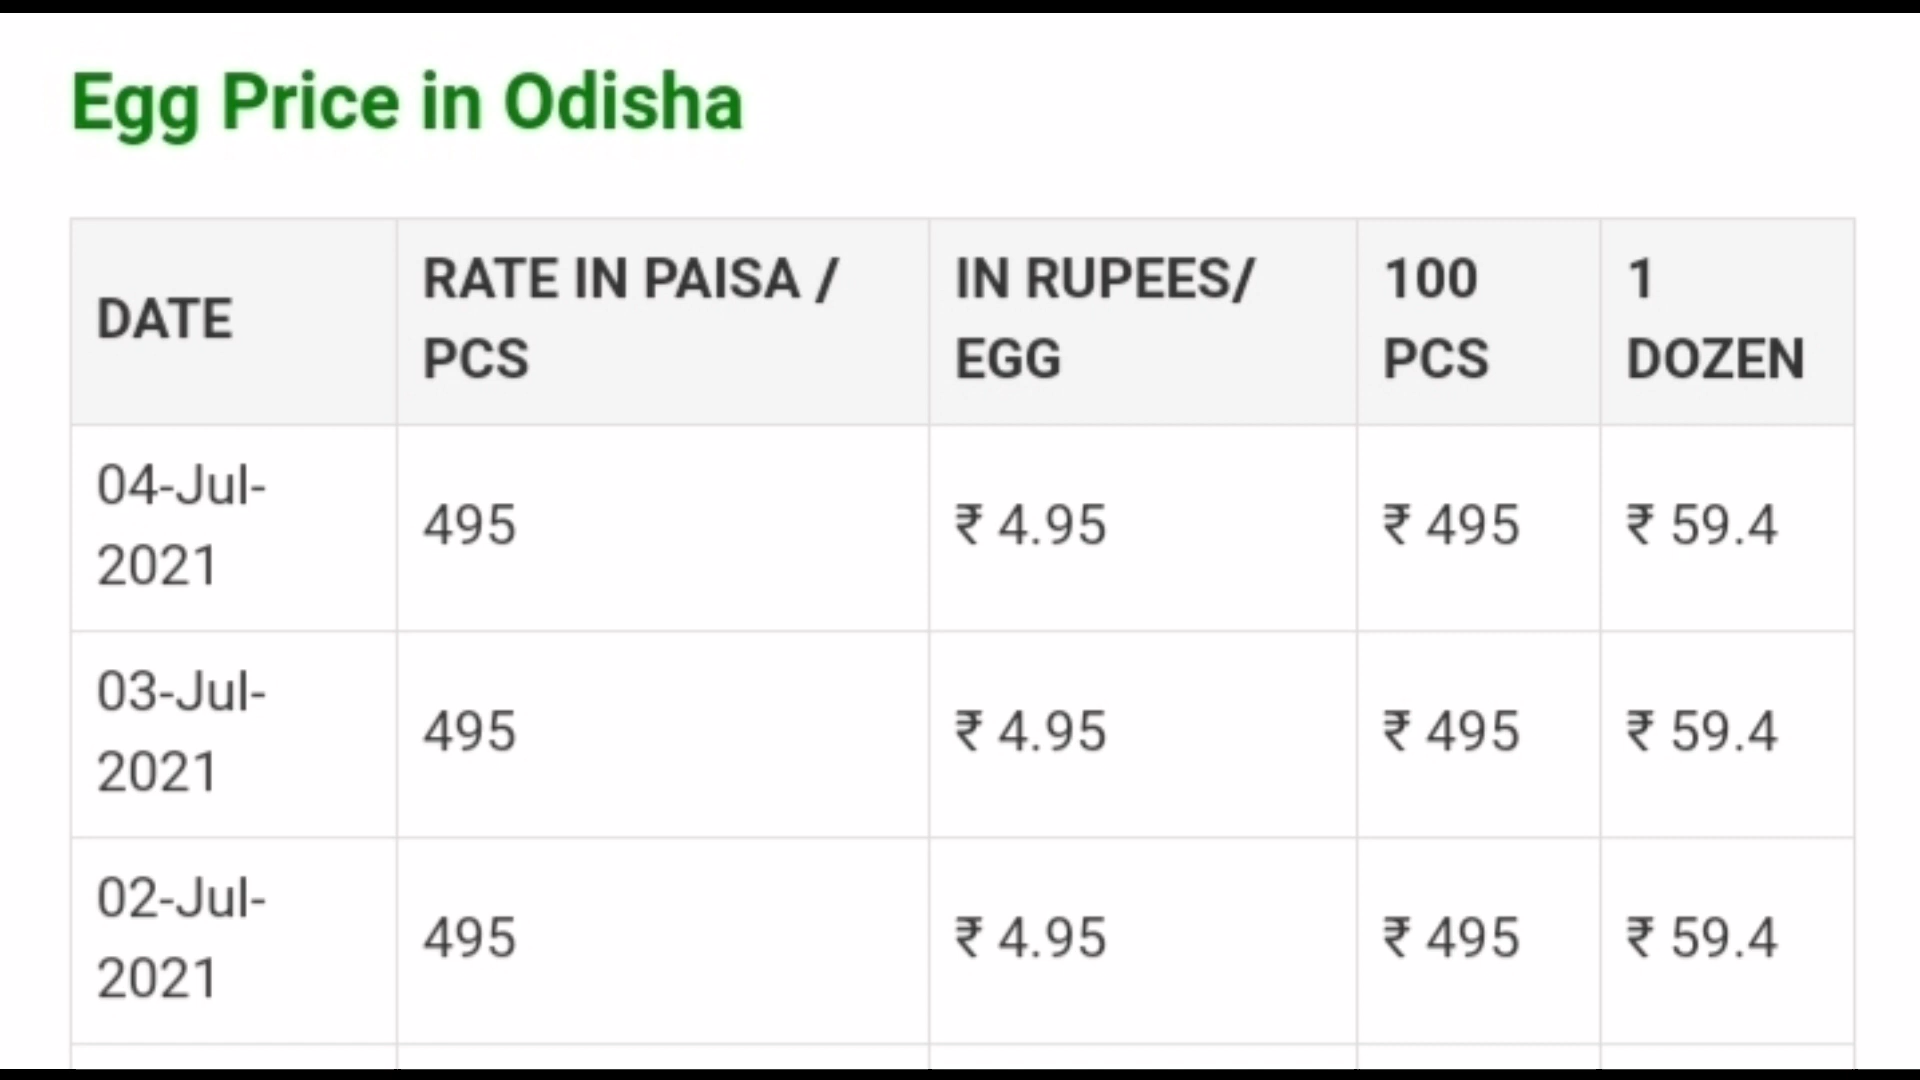 Egg Price in Odisha
DATE
RATE IN PAISA /
PCS
IN RUPEES/
EGG
100
PCS
1
DOZEN
04-Jul-
2021
495
₹ 4.95
₹ 495
₹ 59.4
03-Jul-
2021
495
₹ 4.95
₹ 495
₹ 59.4
02-Jul-
2021
495
₹ 4.95
₹ 495
₹ 59.4